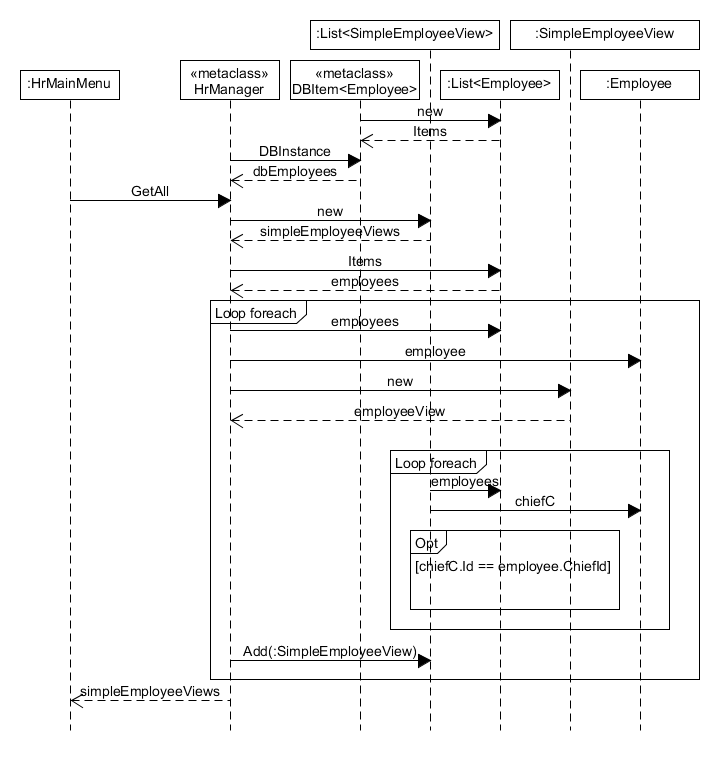 :List<SimpleEmployeeView>
:SimpleEmployeeView
:HrMainMenu
«metaclass»
HrManager
«metaclass»
DBItem<Employee>
:List<Employee>
:Employee
new
Items
DBInstance
dbEmployees
GetAll
new
simpleEmployeeViews
Items
employees
Loop foreach
employees
employee
new
employeeView
Loop foreach
employees
chiefC
Opt
[chiefC.Id == employee.ChiefId]
Add(:SimpleEmployeeView)
simpleEmployeeViews